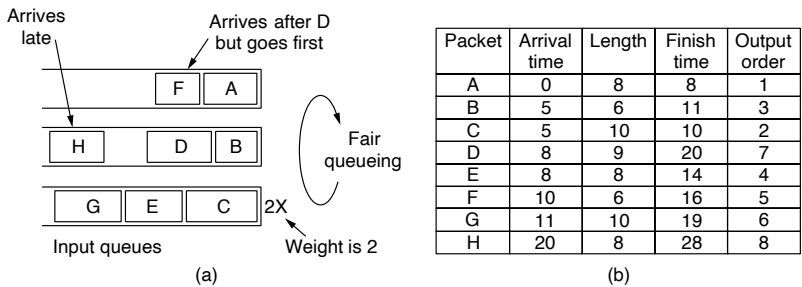 Arrives
late
Arrives after D
but goes first
F A
H D B
G E C 2X
Fair
queueing
Input queues
Weight is 2
(a)
Packet Arrival time Length Finish time Output order
A 0 8 8 1
B 5 6 11 3
C 5 10 10 2
D 8 9 20 7
E 8 8 14 4
F 10 6 16 5
G 11 10 19 6
H 20 8 28 8
(b)